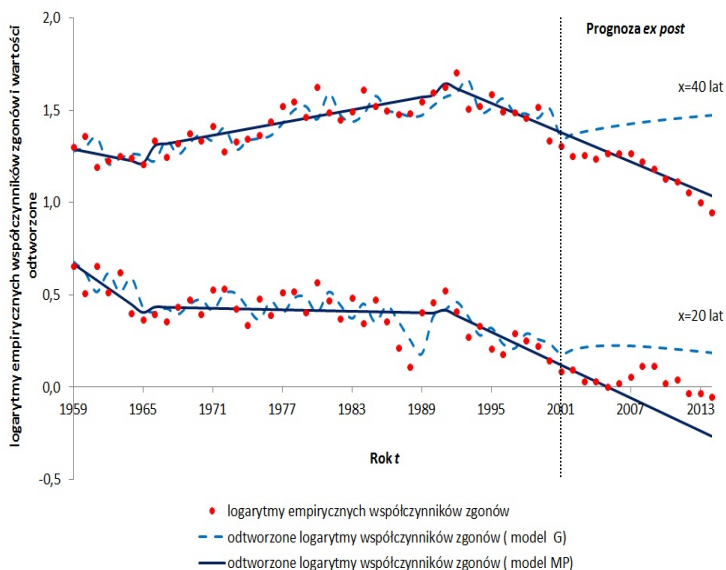 logarytmy empirycznych współczynników zgonów i wartości
odtworzone
2,0
1,5
1,0
0,5
0,0
-0,5
1959
1965
1971
1977
1983
1989
1995
2001
2007
2013
Prognoza ex post
x=40 lat
x=20 lat
Rok t
logarytmy empirycznych współczynników zgonów
odtworzone logarytmy współczynników zgonów ( model G)
odtworzone logarytmy współczynników zgonów ( model MP)